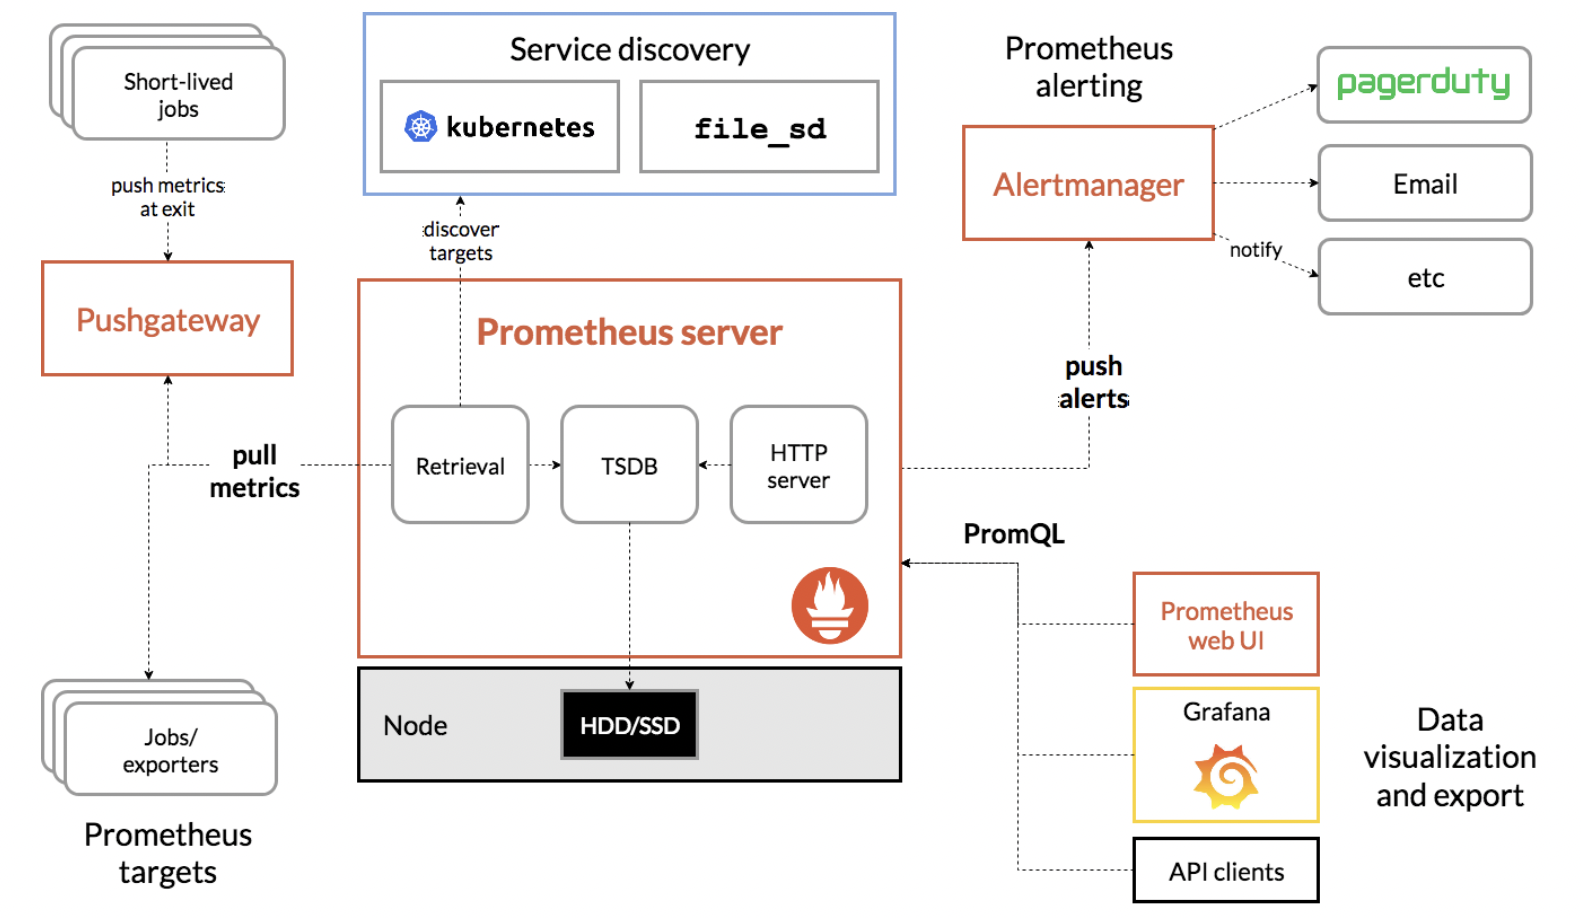 Short-lived
jobs
push metrics
at exit
Pushgateway
Service discovery
kubernetes
file_sd
discover
targets
Prometheus
alerting
Alertmanager
pagerduty
Email
notify
etc
Prometheus server
Retrieval
TSDB
HTTP
server
pull
metrics
push
alerts
PromQL
Node
HDD/SSD
Jobs/
exporters
Prometheus
targets
Prometheus
web UI
Grafana
API clients
Data
visualization
and export